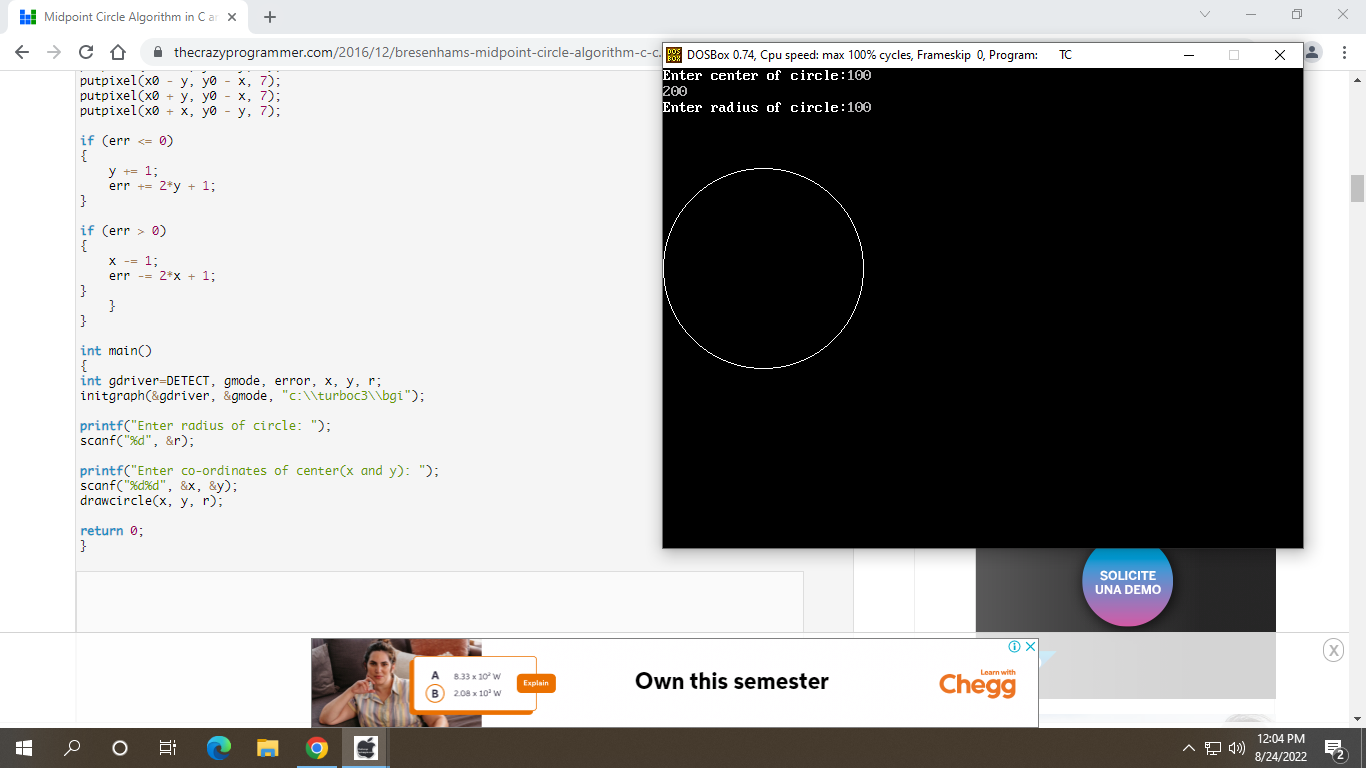 Midpoint Circle Algorithm in C ar
thecrazyprogrammer.com/2016/12/bresenhams-midpoint-circle-algorithm-c-c.
putpixel(x0 - y, y0 - x, 7);
putpixel(x0 + y, y0 - x, 7);
putpixel(x0 + x, y0 - y, 7);
if (err <= 0)
{
y += 1;
err += 2*y + 1;
}
if (err > 0)
{
x -= 1;
err -= 2*x + 1;
}
}
}
int main()
{
int gdriver=DETECT, gmode, error, x, y, r;
initgraph(&gdriver, &gmode, "c:\\turboc3\\bgi");
printf("Enter radius of circle: ");
scanf("%d", &r);
printf("Enter co-ordinates of center(x and y): ");
scanf("%d%d", &x, &y);
drawcircle(x, y, r);
return 0;
}
DOS
BOX
DOSBox 0.74, Cpu speed: max 100% cycles, Frameskip 0, Program: TC
Enter center of circle:100
200
Enter radius of circle:100
SOLICITE
UNA DEMO
X
A 8.33 x 10² W
B 2.08 x 10³ W
Explain
Own this semester
Learn with
Chegg
12:04 PM
8/24/2022
2